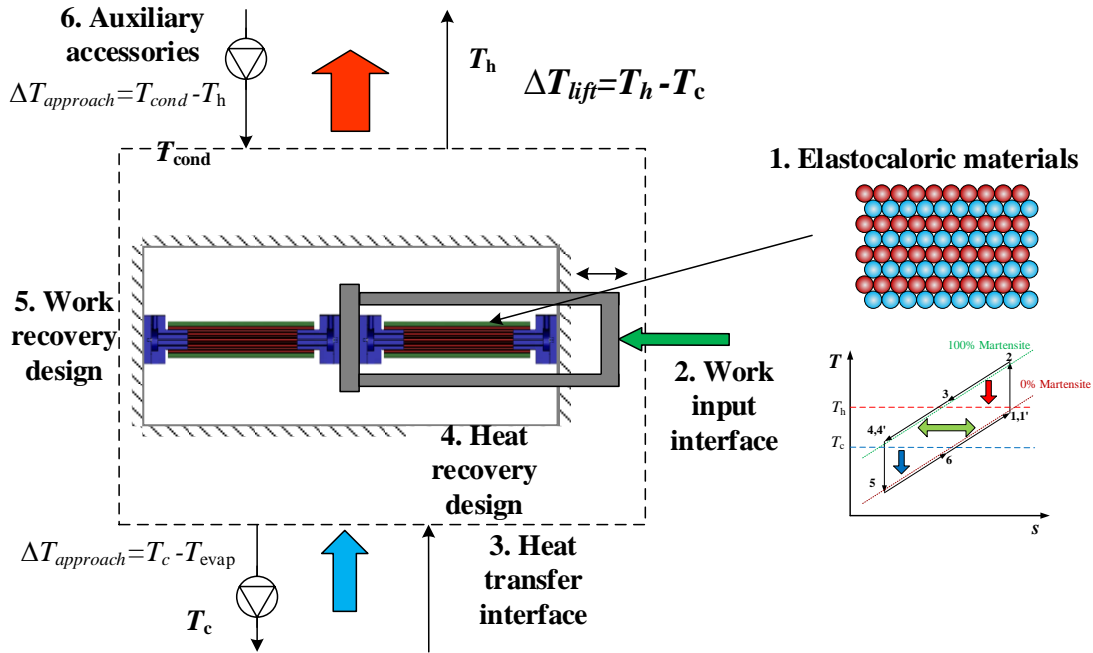 6. Auxiliary
accessories
ΔTapproach=Tcond -Th
Th
ΔTlift=Th -Tc
Tcond
1. Elastocaloric materials
5. Work
recovery
design
2. Work
input
interface
4. Heat
recovery
design
3. Heat
transfer
interface
ΔTapproach=Tc -Tevap
Tc
100% Martensite
T
2
0% Martensite
3
Th
1,1'
4,4'
Tc
6
5
s